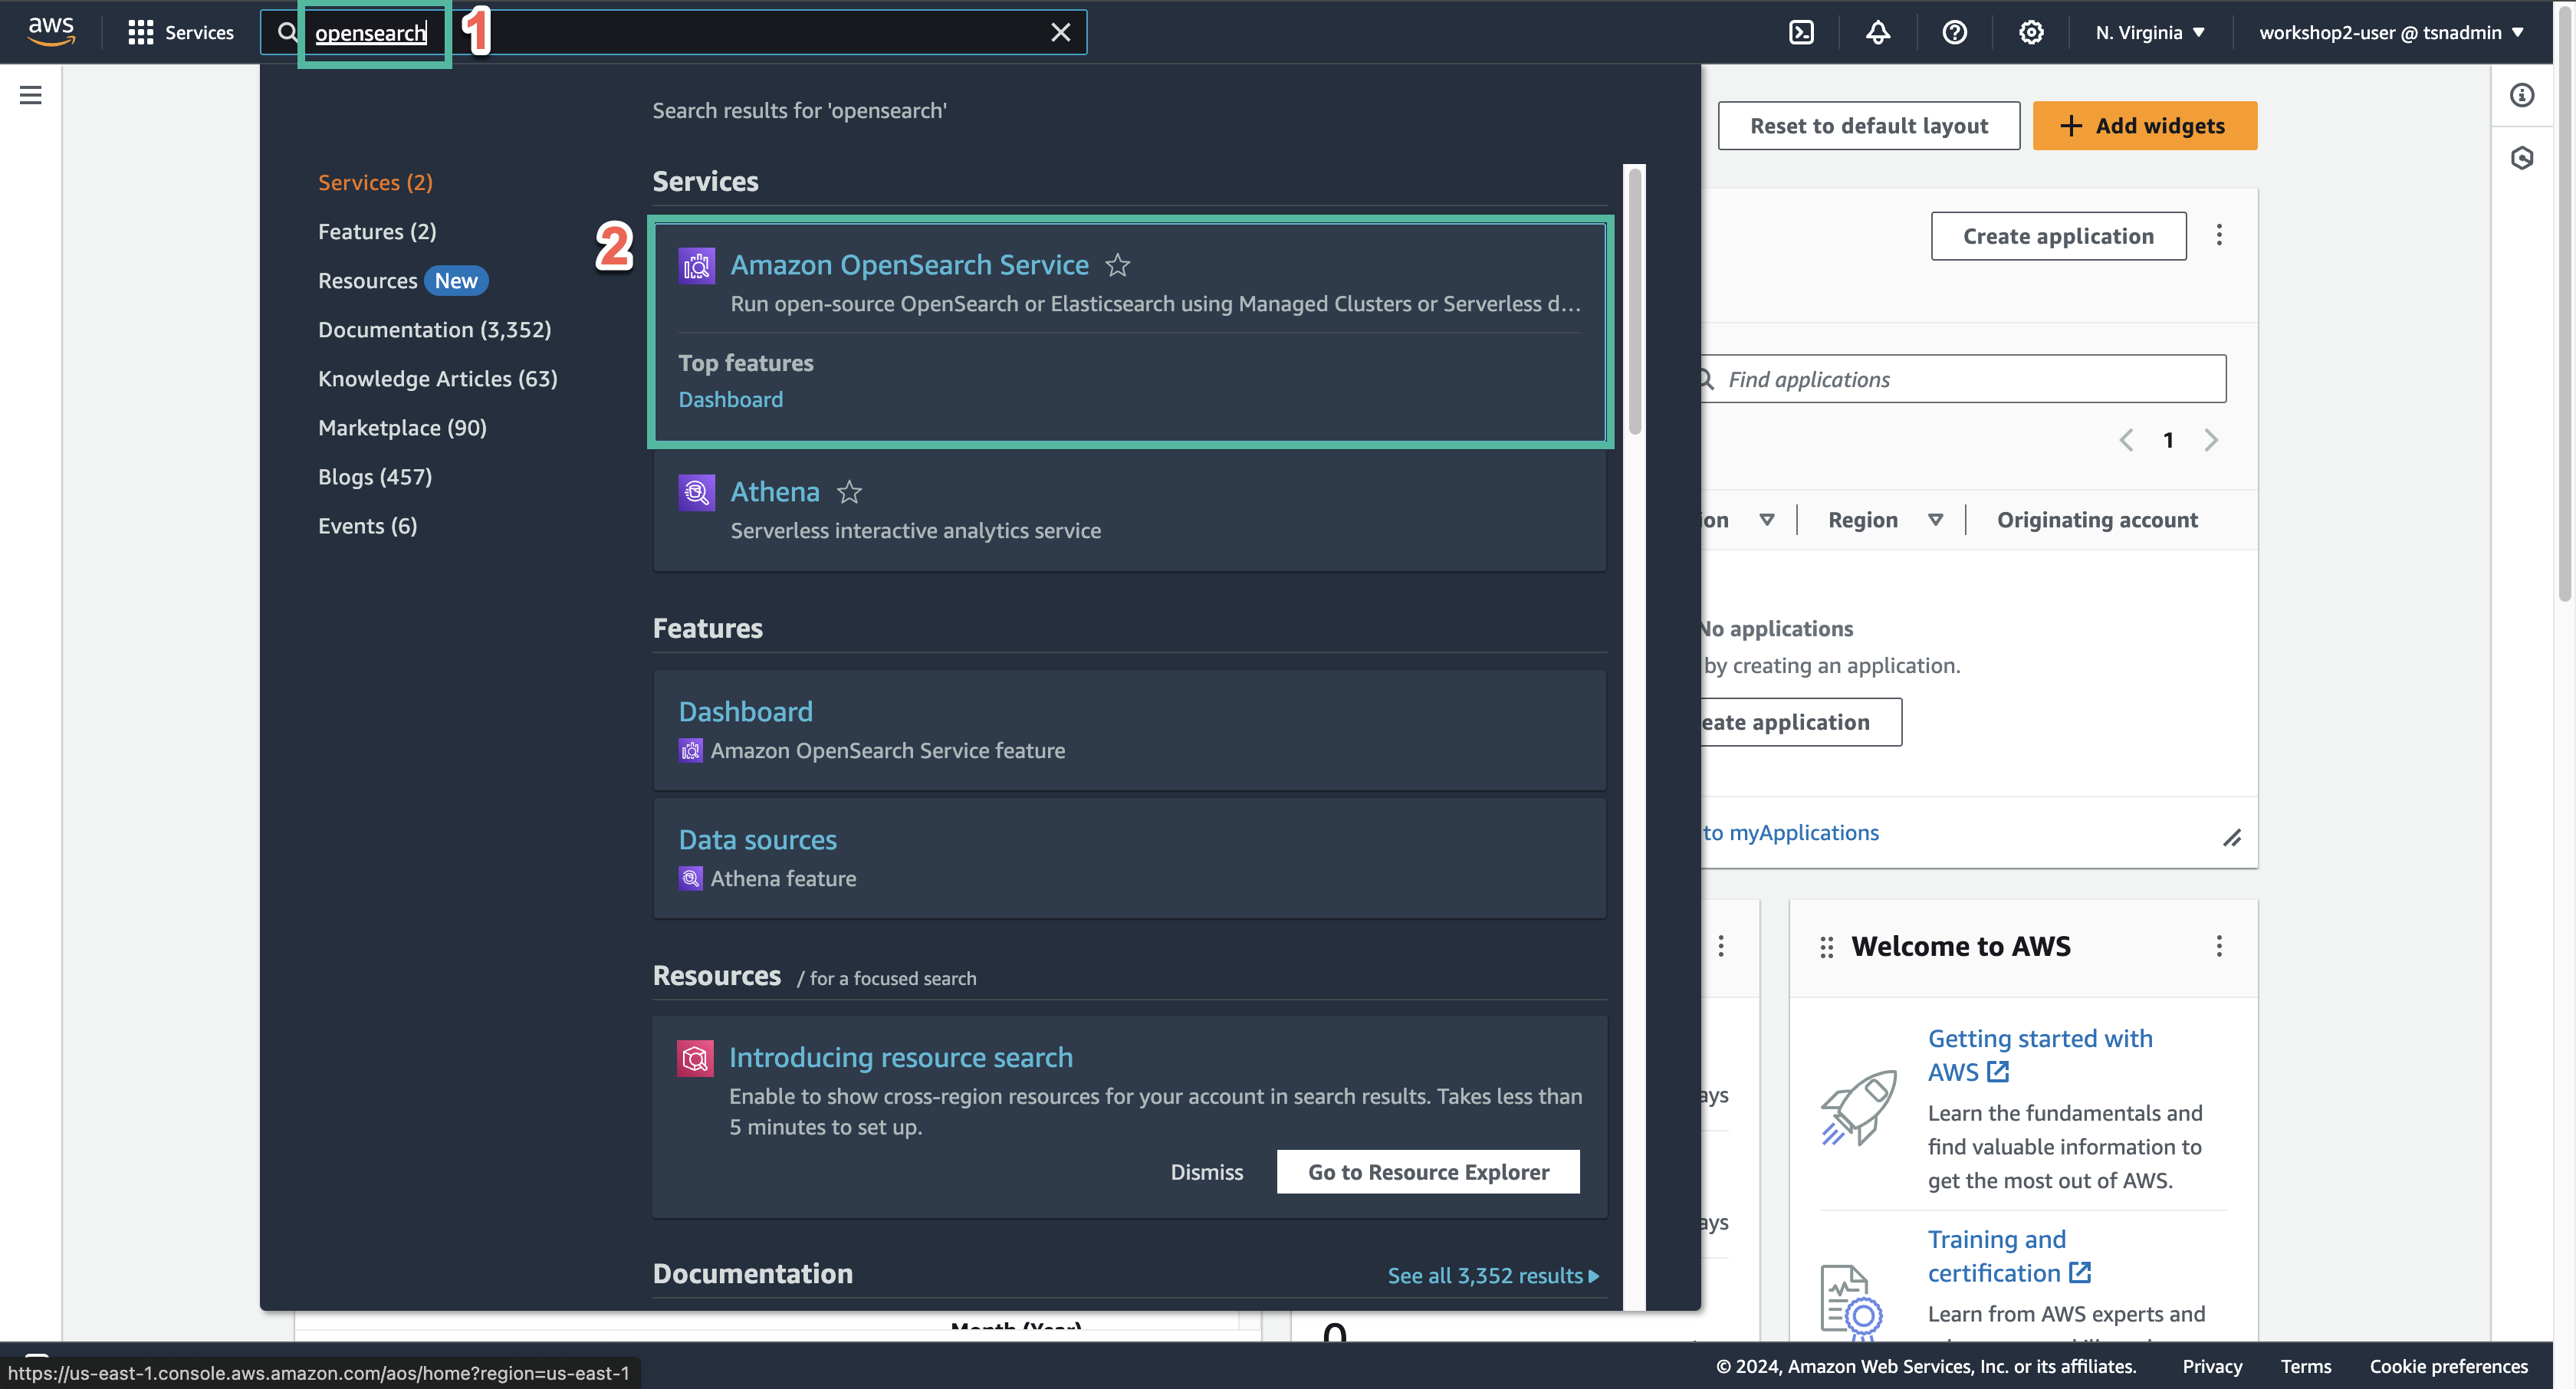 aws
Services
opensearch
1
N. Virginia
workshop2-user @ tsnadmin
Search results for 'opensearch'
Services (2)
Features (2)
Resources New
Documentation (3,352)
Knowledge Articles (63)
Marketplace (90)
Blogs (457)
Events (6)
Services
2
Amazon OpenSearch Service
Run open-source OpenSearch or Elasticsearch using Managed Clusters or Serverless d...
Top features
Dashboard
Athena
Serverless interactive analytics service
Features
Dashboard
Amazon OpenSearch Service feature
Data sources
Athena feature
Resources / for a focused search
Introducing resource search
Enable to show cross-region resources for your account in search results. Takes less than
5 minutes to set up.
Dismiss
Go to Resource Explorer
Documentation
See all 3,352 results
Reset to default layout
+ Add widgets
Create application
Find applications
1
ion
Region
Originating account
No applications
by creating an application.
eate application
to myApplications
ays
ays
Welcome to AWS
Getting started with
AWS
Learn the fundamentals and
find valuable information to
get the most out of AWS.
Training and
certification
Learn from AWS experts and
Month (Year)
0
https://us-east-1.console.aws.amazon.com/aos/home?region=us-east-1
© 2024, Amazon Web Services, Inc. or its affiliates.
Privacy
Terms
Cookie preferences